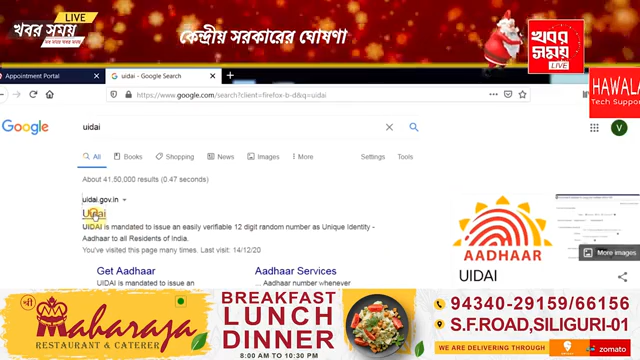 LIVE
খবর সময়
সব খবর সবার সময়
কেন্দ্রীয় সরকারের ঘোষণা
খবর
সময়
LIVE
Appointment Portal
uidai - Google Search
https://www.google.com/search?client=firefox-b-d&q=uidai
HAWALA
Tech Suppor
Google
uidai
V
All
Books
Shopping
News
Images
More
Settings
Tools
About 41,50,000 results (0.47 seconds)
uidai.gov.in
Uidai
UIDAI is mandated to issue an easily verifiable 12 digit random number as Unique Identity -
Aadhaar to all Residents of India.
You've visited this page many times. Last visit: 14/12/20
Get Aadhaar
Aadhaar Services
UIDAI is mandated to issue an
... Aadhaar number whenever
AADHAAR
More images
UIDAI
শ্রী
Maharaja
RESTAURANT & CATERER
BREAKFAST
LUNCH
DINNER
8:00 AM TO 10:30 PM
94340-29159/66156
S.F.ROAD,SILIGURI-01
WE ARE DELIVERING THROUGH
zomato